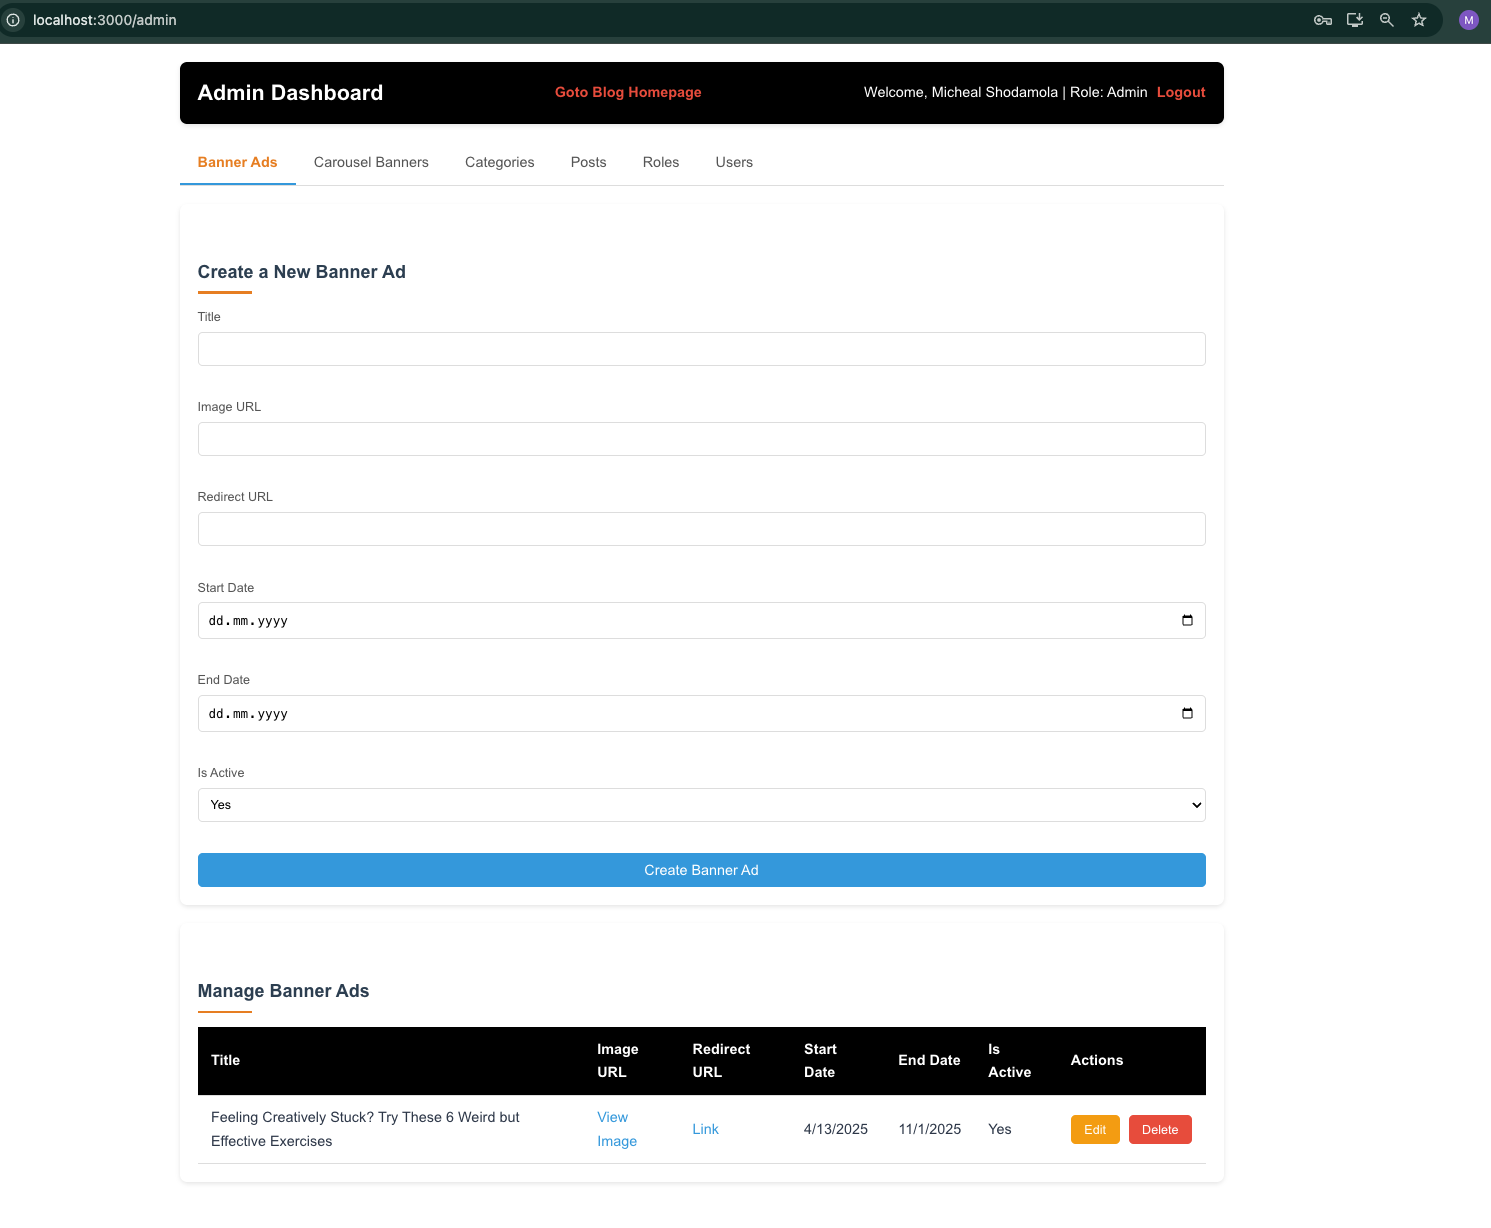 localhost:3000/admin
M
Admin Dashboard
Goto Blog Homepage
Welcome, Micheal Shodamola | Role: Admin Logout
Banner Ads
Carousel Banners
Categories
Posts
Roles
Users
Create a New Banner Ad
Title
Image URL
Redirect URL
Start Date
dd.mm.yyyy
End Date
dd.mm.yyyy
Is Active
Yes
Create Banner Ad
Manage Banner Ads
Title
Image
URL
Redirect
URL
Start
Date
End Date
Is
Active
Actions
Feeling Creatively Stuck? Try These 6 Weird but
Effective Exercises
View
Image
Link
4/13/2025
11/1/2025
Yes
Edit
Delete